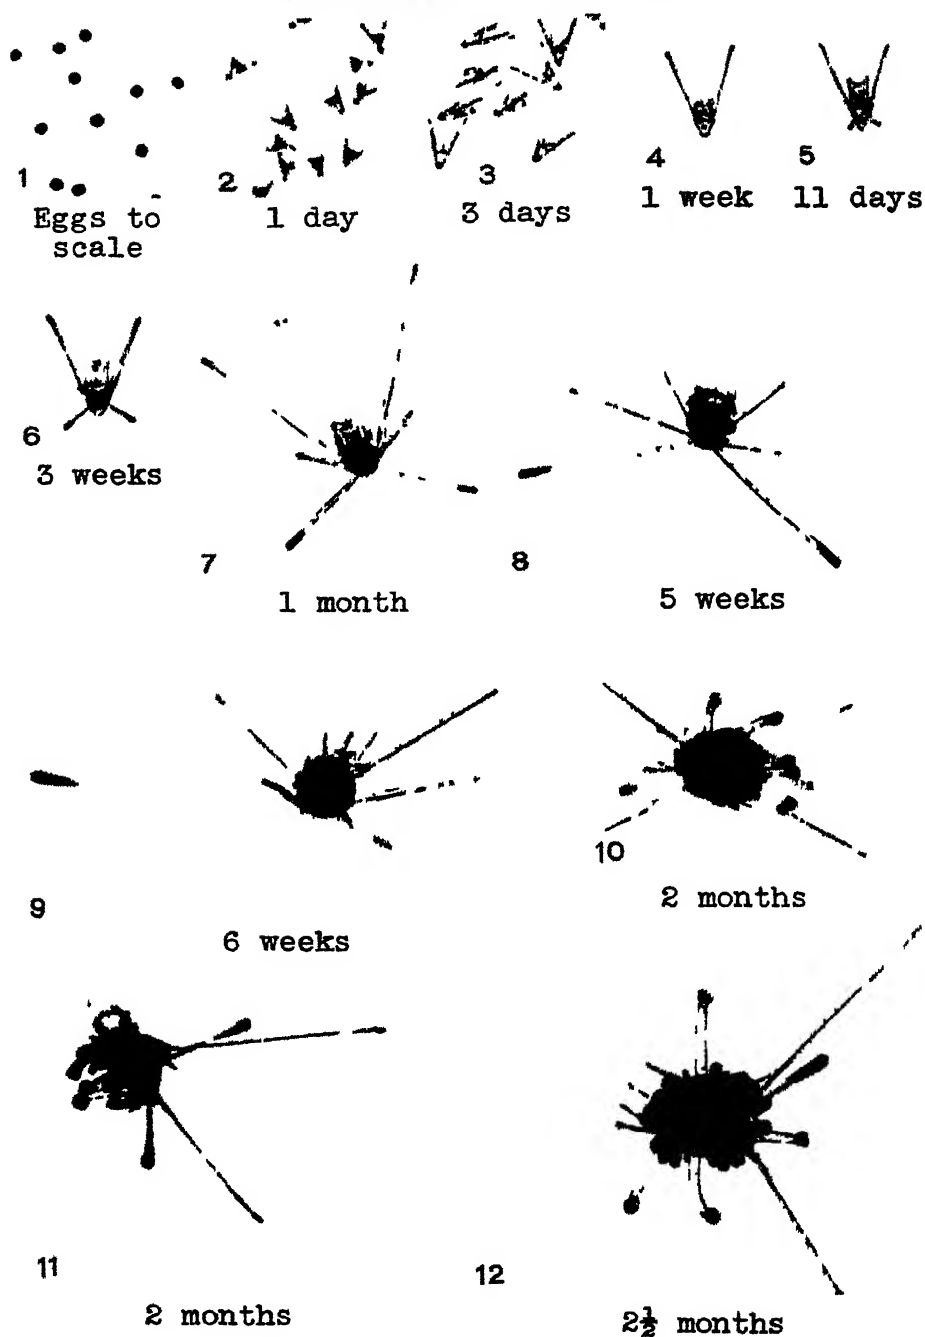 1
Eggs to
scale
2
1 day
3
3 days
4
1 week
5
11 days
6
3 weeks
7
1 month
8
5 weeks
9
6 weeks
10
2 months
11
2 months
12
2½ months